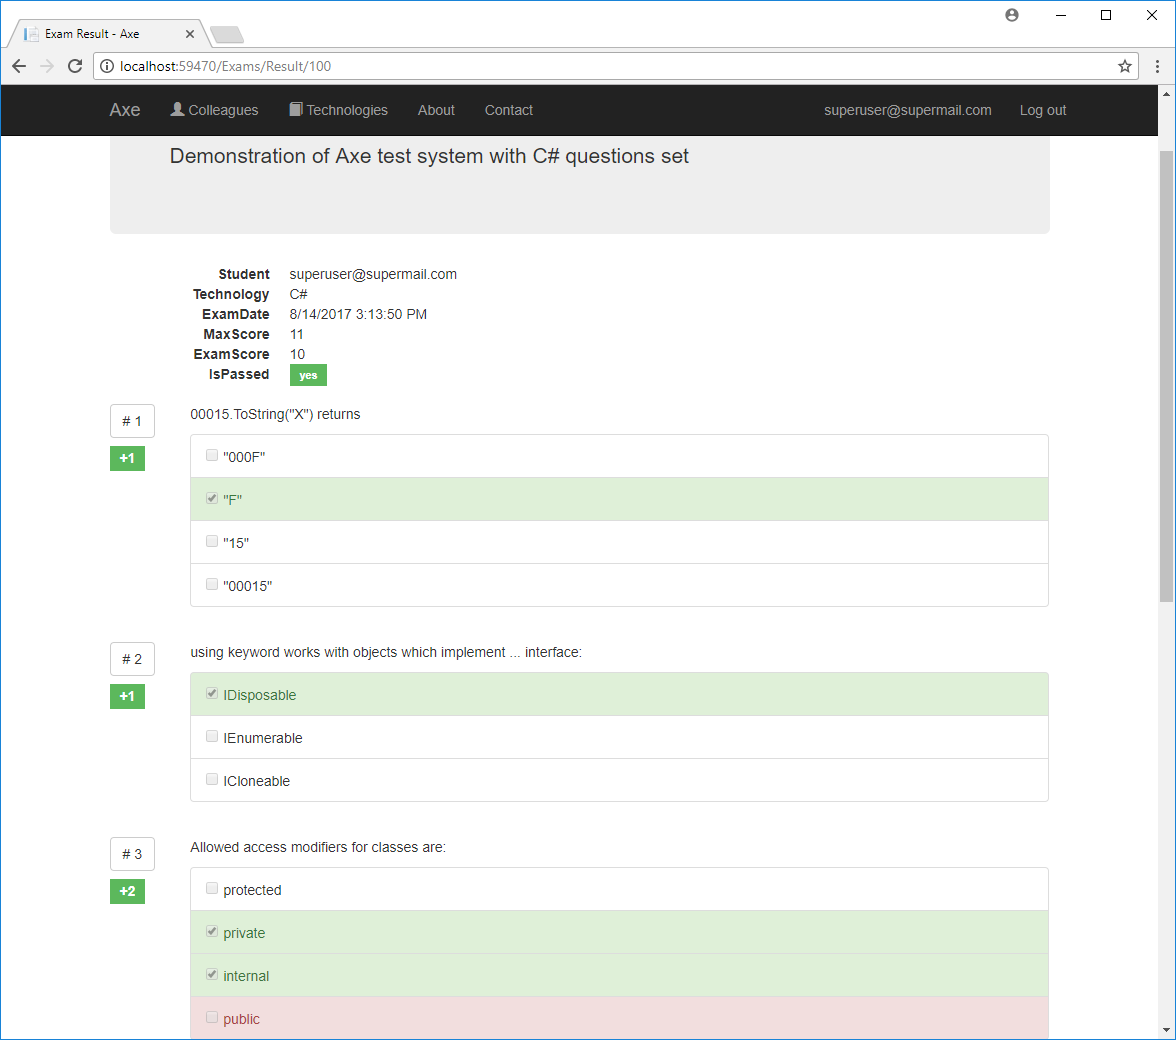 Exam Result - Axe
localhost:59470/Exams/Result/100
Axe Colleagues Technologies About Contact superuser@supermail.com Log out
Demonstration of Axe test system with C# questions set
Student superuser@supermail.com
Technology C#
ExamDate 8/14/2017 3:13:50 PM
MaxScore 11
ExamScore 10
IsPassed yes
# 1 00015.ToString("X") returns
+1
"000F"
"F"
"15"
"00015"
# 2 using keyword works with objects which implement ... interface:
+1
IDisposable
IEnumerable
ICloneable
# 3 Allowed access modifiers for classes are:
+2
protected
private
internal
public